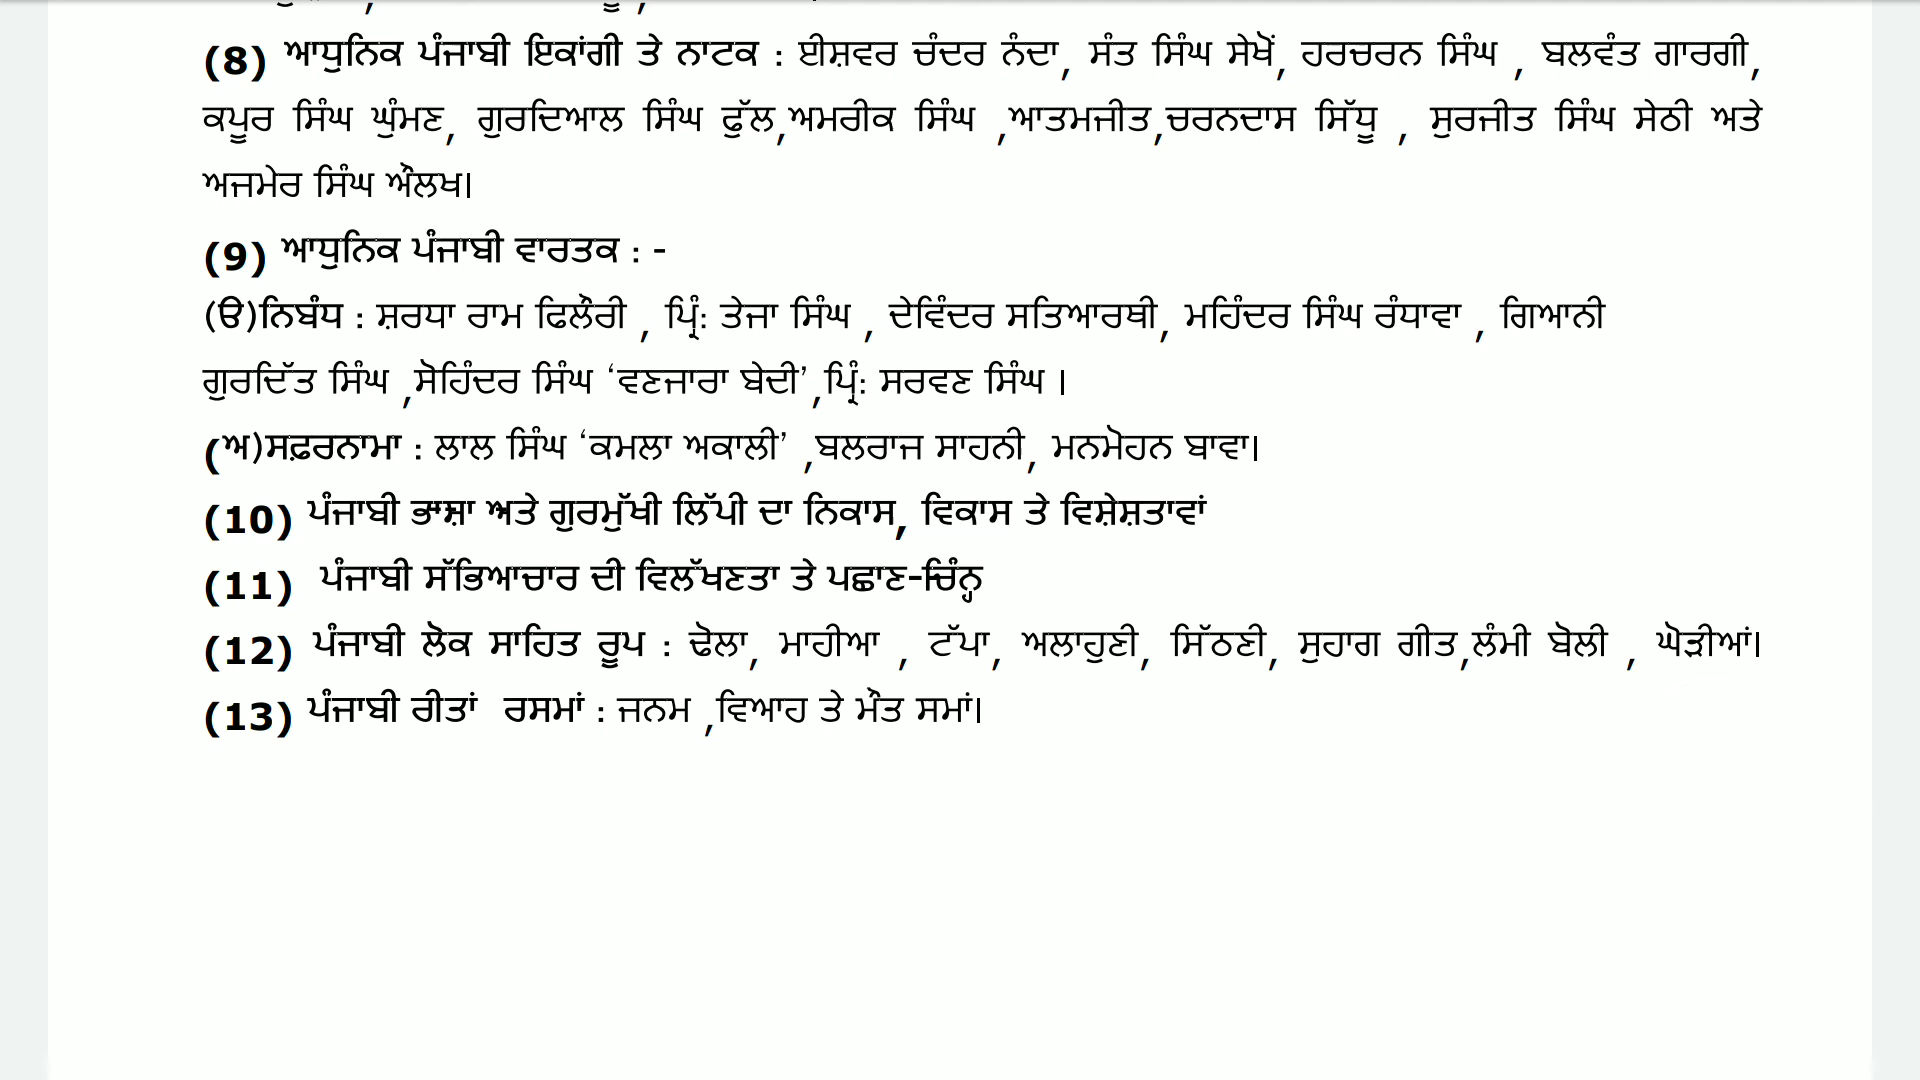 (8) ਆਧੁਨਿਕ ਪੰਜਾਬੀ ਇਕਾਂਗੀ ਤੇ ਨਾਟਕ : ਈਸ਼ਵਰ ਚੰਦਰ ਨੰਦਾ, ਸੰਤ ਸਿੰਘ ਸੇਖੋਂ, ਹਰਚਰਨ ਸਿੰਘ , ਬਲਵੰਤ ਗਾਰਗੀ,
ਕਪੂਰ ਸਿੰਘ ਘੁੰਮਣ, ਗੁਰਦਿਆਲ ਸਿੰਘ ਫੁੱਲ,ਅਮਰੀਕ ਸਿੰਘ ,ਆਤਮਜੀਤ,ਚਰਨਦਾਸ ਸਿੱਧੂ , ਸੁਰਜੀਤ ਸਿੰਘ ਸੇਠੀ ਅਤੇ
ਅਜਮੇਰ ਸਿੰਘ ਔਲਖ।
(9) ਆਧੁਨਿਕ ਪੰਜਾਬੀ ਵਾਰਤਕ : -
(ੳ)ਨਿਬੰਧ : ਸ਼ਰਧਾ ਰਾਮ ਫਿਲੌਰੀ , ਪ੍ਰਿੰ: ਤੇਜਾ ਸਿੰਘ , ਦੇਵਿੰਦਰ ਸਤਿਆਰਥੀ, ਮਹਿੰਦਰ ਸਿੰਘ ਰੰਧਾਵਾ , ਗਿਆਨੀ
ਗੁਰਦਿੱਤ ਸਿੰਘ ,ਸੋਹਿੰਦਰ ਸਿੰਘ ‘ਵਣਜਾਰਾ ਬੇਦੀ’,ਪ੍ਰਿੰ: ਸਰਵਣ ਸਿੰਘ ।
(ਅ)ਸਫ਼ਰਨਾਮਾ : ਲਾਲ ਸਿੰਘ ‘ਕਮਲਾ ਅਕਾਲੀ’ ,ਬਲਰਾਜ ਸਾਹਨੀ, ਮਨਮੋਹਨ ਬਾਵਾ।
(10) ਪੰਜਾਬੀ ਭਾਸ਼ਾ ਅਤੇ ਗੁਰਮੁੱਖੀ ਲਿੱਪੀ ਦਾ ਨਿਕਾਸ, ਵਿਕਾਸ ਤੇ ਵਿਸ਼ੇਸ਼ਤਾਵਾਂ
(11) ਪੰਜਾਬੀ ਸੱਭਿਆਚਾਰ ਦੀ ਵਿਲੱਖਣਤਾ ਤੇ ਪਛਾਣ-ਚਿੰਨ੍ਹ
(12) ਪੰਜਾਬੀ ਲੋਕ ਸਾਹਿਤ ਰੂਪ : ਢੋਲਾ, ਮਾਹੀਆ , ਟੱਪਾ, ਅਲਾਹੁਣੀ, ਸਿੱਠਣੀ, ਸੁਹਾਗ ਗੀਤ,ਲੰਮੀ ਬੋਲੀ , ਘੋੜੀਆਂ।
(13) ਪੰਜਾਬੀ ਰੀਤਾਂ ਰਸਮਾਂ : ਜਨਮ ,ਵਿਆਹ ਤੇ ਮੌਤ ਸਮਾਂ।